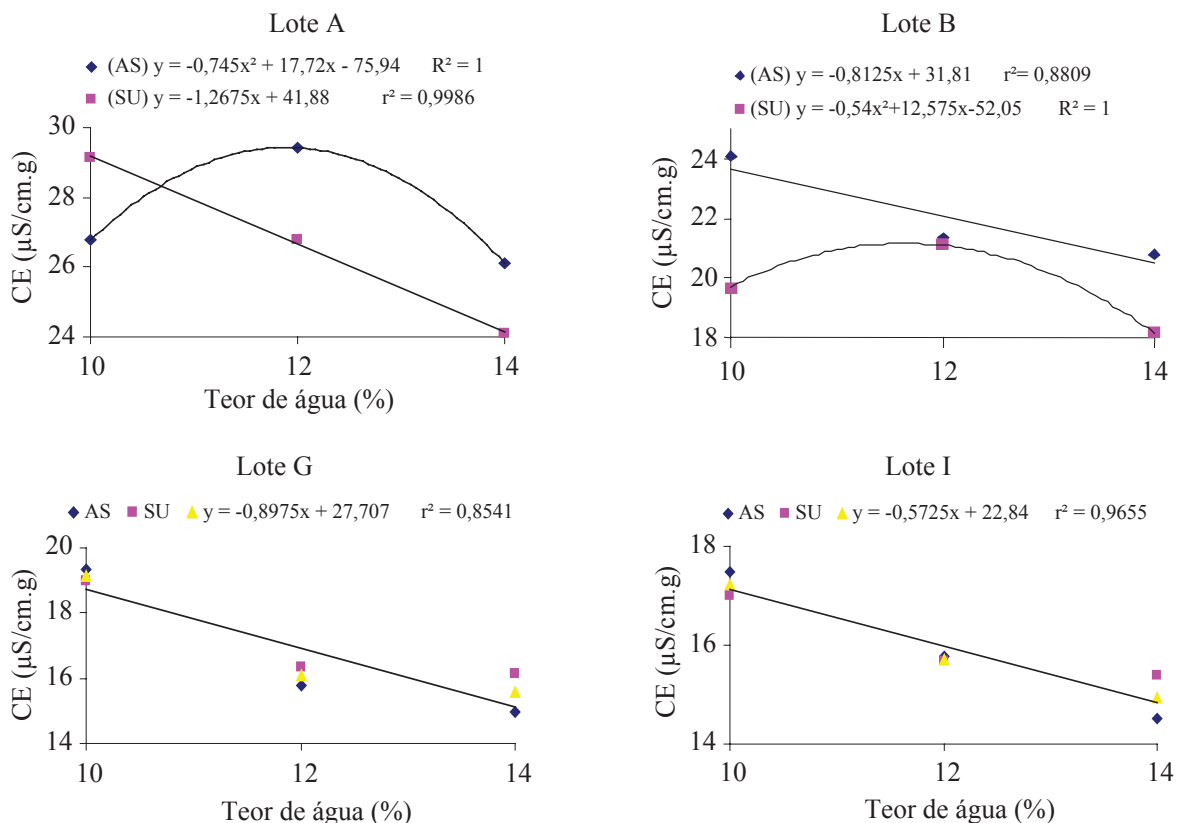 Lote A
(AS) y = -0,745x² + 17,72x - 75,94 R² = 1
(SU) y = -1,2675x + 41,88 r² = 0,9986
30
28
26
24
CE (µS/cm.g)
10 12 14
Teor de água (%)
Lote B
(AS) y = -0,8125x + 31,81 r²= 0,8809
(SU) y = -0,54x²+12,575x-52,05 R² = 1
24
22
20
18
CE (µS/cm.g)
10 12 14
Teor de água (%)
Lote G
AS SU y = -0,8975x + 27,707 r² = 0,8541
20
18
16
14
CE (µS/cm.g)
10 12 14
Teor de água (%)
Lote I
AS SU y = -0,5725x + 22,84 r² = 0,9655
18
16
14
CE (µS/cm.g)
10 12 14
Teor de água (%)